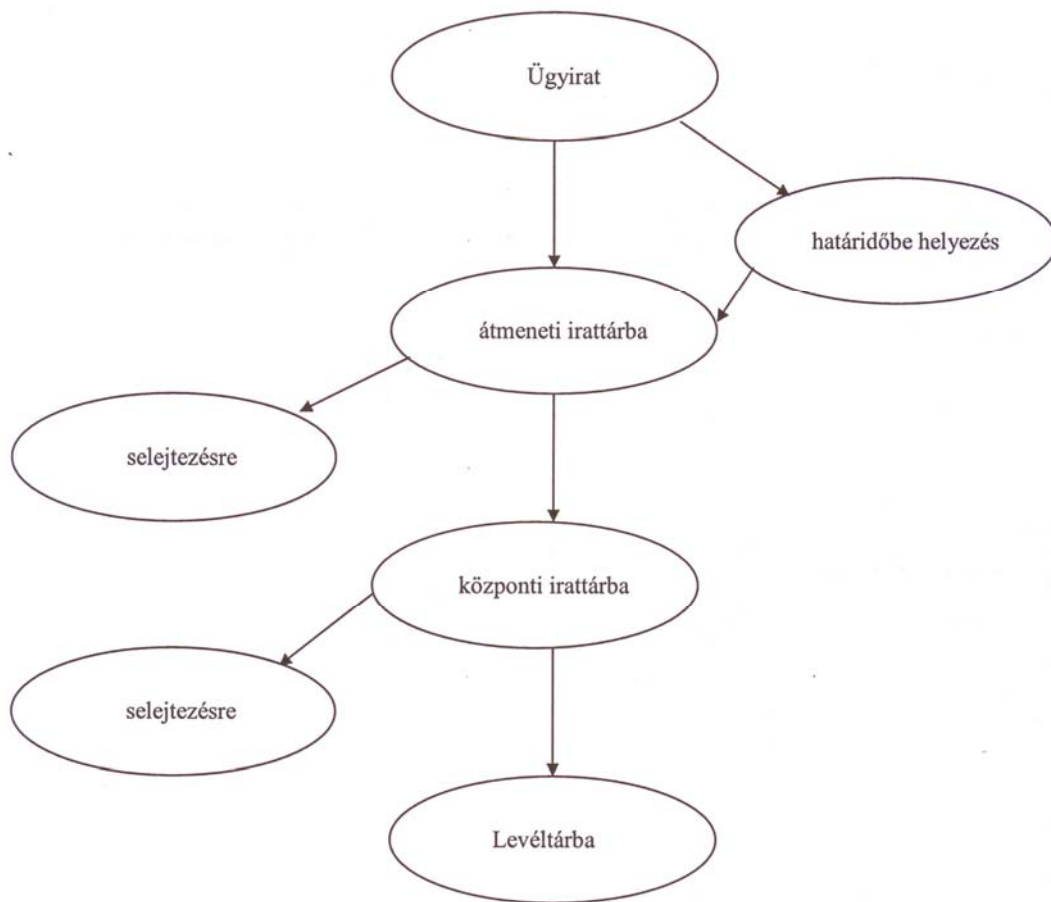 Ügyirat
határidőbe helyezés
átmeneti irattárba
selejtezésre
központi irattárba
selejtezésre
Levéltárba